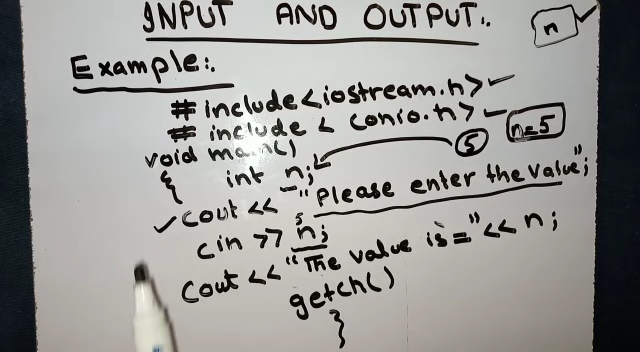 INPUT AND OUTPUT:.
n
Example:.
#include<iostream.h>
# include < conio.h>
n=5
5
void main()
{ int n;
cout << "please enter the value";
5
cin >> n;
cout << "The value is=" << n;
getch()
}